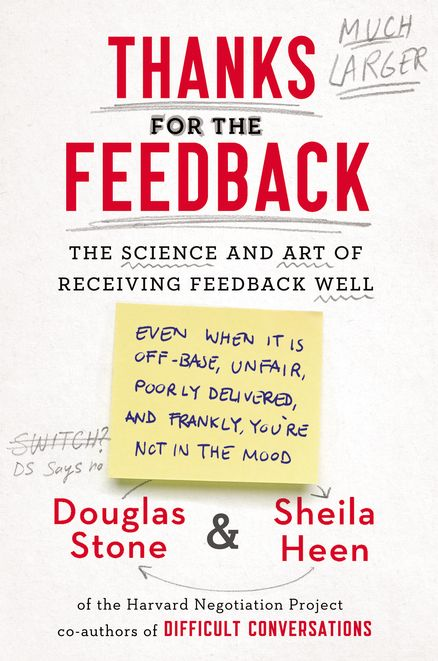 MUCH
LARGER
THANKS
FOR THE
FEEDBACK
THE SCIENCE AND ART OF
RECEIVING FEEDBACK WELL
EVEN WHEN IT IS
OFF-BASE, UNFAIR,
POORLY DELIVERED,
AND FRANKLY, YOU'RE
NOT IN THE MOOD
SWITCH?
DS Says no
Douglas
Stone
&
Sheila
Heen
of the Harvard Negotiation Project
co-authors of DIFFICULT CONVERSATIONS